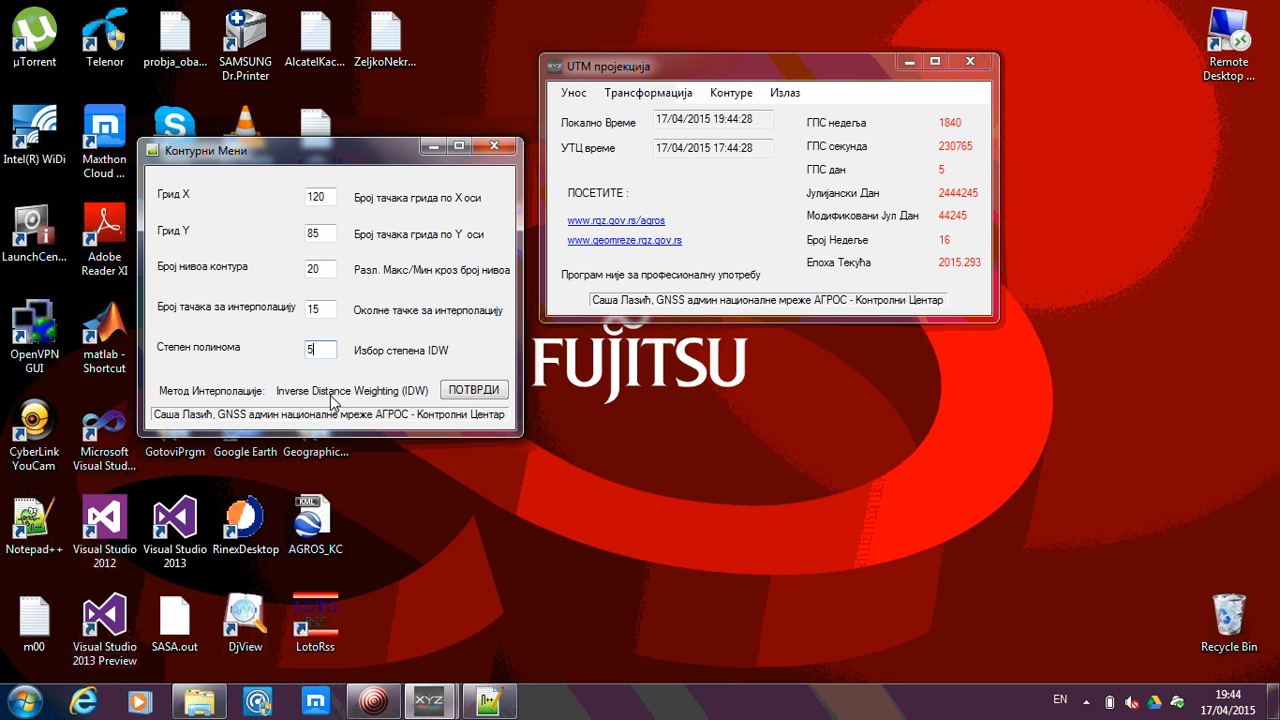 µTorrent
Telenor
probja_oba...
SAMSUNG
Dr.Printer
AlcatelKac...
ZeljkoNekr...
Remote
Desktop ...
Intel(R) WiDi
Maxthon
Cloud ...
LaunchCen...
Adobe
Reader XI
OpenVPN
GUI
matlab -
Shortcut
CyberLink
YouCam
Microsoft
Visual Stud...
GotoviPrgm
Google Earth
Geographic...
Notepad++
Visual Studio
2012
Visual Studio
2013
RinexDesktop
KML
AGROS_KC
m00
Visual Studio
2013 Preview
SASA.out
DjView
LotoRss
Recycle Bin
Контурни Мени
Грид X 120 Број тачака грида по X оси
Грид Y 85 Број тачака грида по Y оси
Број нивоа контура 20 Разл. Макс/Мин кроз број нивоа
Број тачака за интерполацију 15 Околне тачке за интерполацију
Степен полинома 5 Избор степена IDW
Метод Интерполације: Inverse Distance Weighting (IDW) ПОТВРДИ
Саша Лазић, GNSS админ националне мреже АГРОС - Контролни Центар
XYZ UTM пројекција
Унос Трансформација Контуре Излаз
Локално Време 17/04/2015 19:44:28
УТЦ време 17/04/2015 17:44:28
ПОСЕТИТЕ :
www.rgz.gov.rs/agros
www.geomreze.rgz.gov.rs
Програм није за професионалну употребу
ГПС недеља 1840
ГПС секунда 230765
ГПС дан 5
Јулијански Дан 2444245
Модификовани Јул Дан 44245
Број Недеље 16
Епоха Текућа 2015.293
Саша Лазић, GNSS админ националне мреже АГРОС - Контролни Центар
FUJITSU
XYZ
EN
19:44
17/04/2015